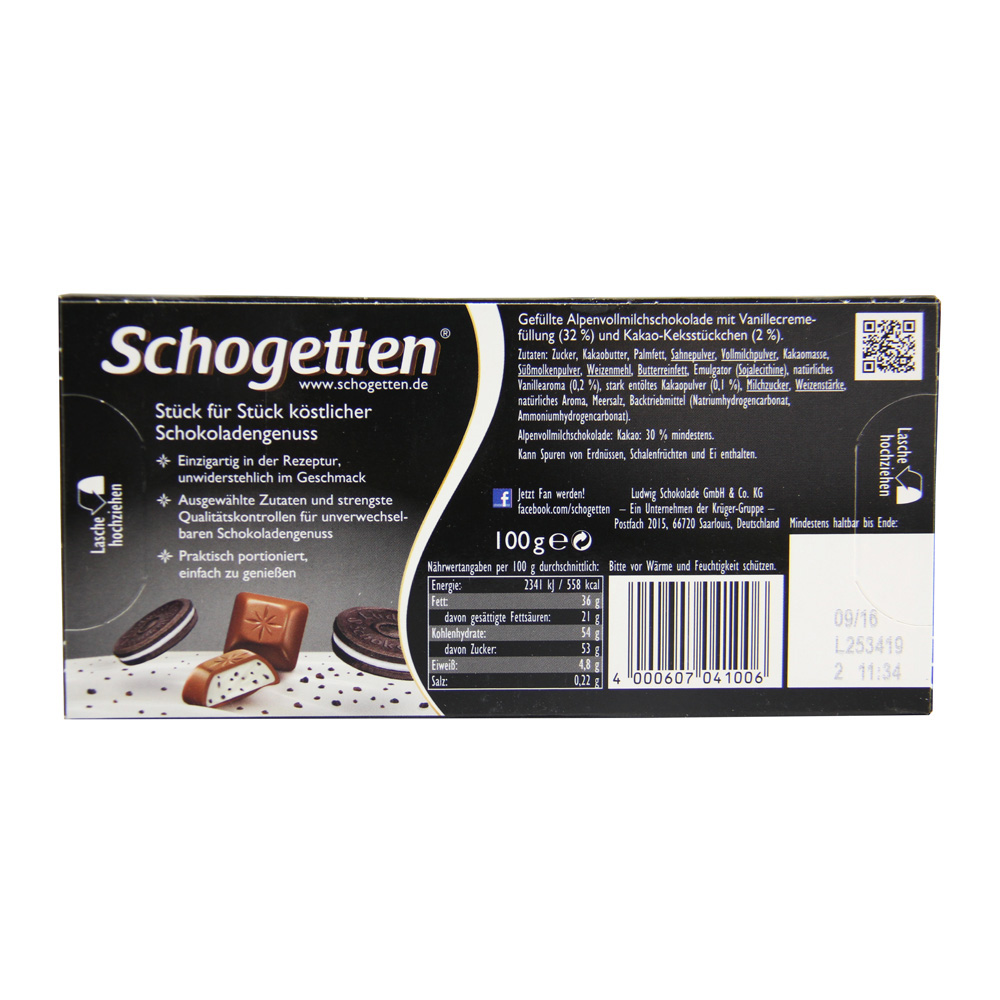 Schogetten®
www.schogetten.de
Stück für Stück köstlicher
Schokoladengenuss
Einzigartig in der Rezeptur,
unwiderstehlich im Geschmack
Ausgewählte Zutaten und strengste
Qualitätskontrollen für unverwechsel-
baren Schokoladengenuss
Praktisch portioniert,
einfach zu genießen
Lasche
hochziehen
Gefüllte Alpenvollmilchschokolade mit Vanillecreme-
füllung (32 %) und Kakao-Keksstückchen (2 %).
Zutaten: Zucker, Kakaobutter, Palmfett, Sahnepulver, Vollmilchpulver, Kakaomasse,
Süßmolkenpulver, Weizenmehl, Butterreinfett, Emulgator (Sojalecithine), natürliches
Vanillearoma (0,2 %), stark entöltes Kakaopulver (0,1 %), Milchzucker, Weizenstärke,
natürliches Aroma, Meersalz, Backtriebmittel (Natriumhydrogencarbonat,
Ammoniumhydrogencarbonat).
Alpenvollmilchschokolade: Kakao: 30 % mindestens.
Kann Spuren von Erdnüssen, Schalenfrüchten und Ei enthalten.
Lasche
hochziehen
f Jetzt Fan werden!
facebook.com/schogetten
Ludwig Schokolade GmbH & Co. KG
– Ein Unternehmen der Krüger-Gruppe –
Postfach 2015, 66720 Saarlouis, Deutschland
Mindestens haltbar bis Ende:
100 g e
Nährwertangaben per 100 g durchschnittlich:
Bitte vor Wärme und Feuchtigkeit schützen.
Energie: 2341 kJ / 558 kcal
Fett: 36 g
davon gesättigte Fettsäuren: 21 g
Kohlenhydrate: 54 g
davon Zucker: 53 g
Eiweiß: 4,8 g
Salz: 0,22 g
4 000607 041006
09/16
L253419
2 11:34